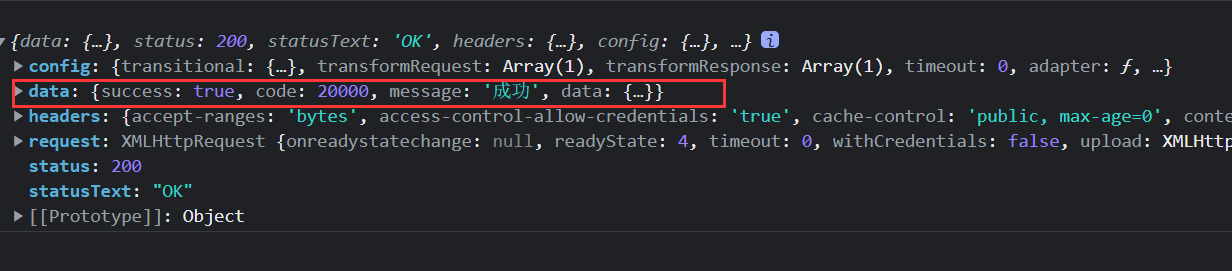 {data: {…}, status: 200, statusText: 'OK', headers: {…}, config: {…}, …} i
config: {transitional: {…}, transformRequest: Array(1), transformResponse: Array(1), timeout: 0, adapter: ƒ, …}
data: {success: true, code: 20000, message: '成功', data: {…}}
headers: {accept-ranges: 'bytes', access-control-allow-credentials: 'true', cache-control: 'public, max-age=0', conte
request: XMLHttpRequest {onreadystatechange: null, readyState: 4, timeout: 0, withCredentials: false, upload: XMLHttpR
status: 200
statusText: "OK"
[[Prototype]]: Object